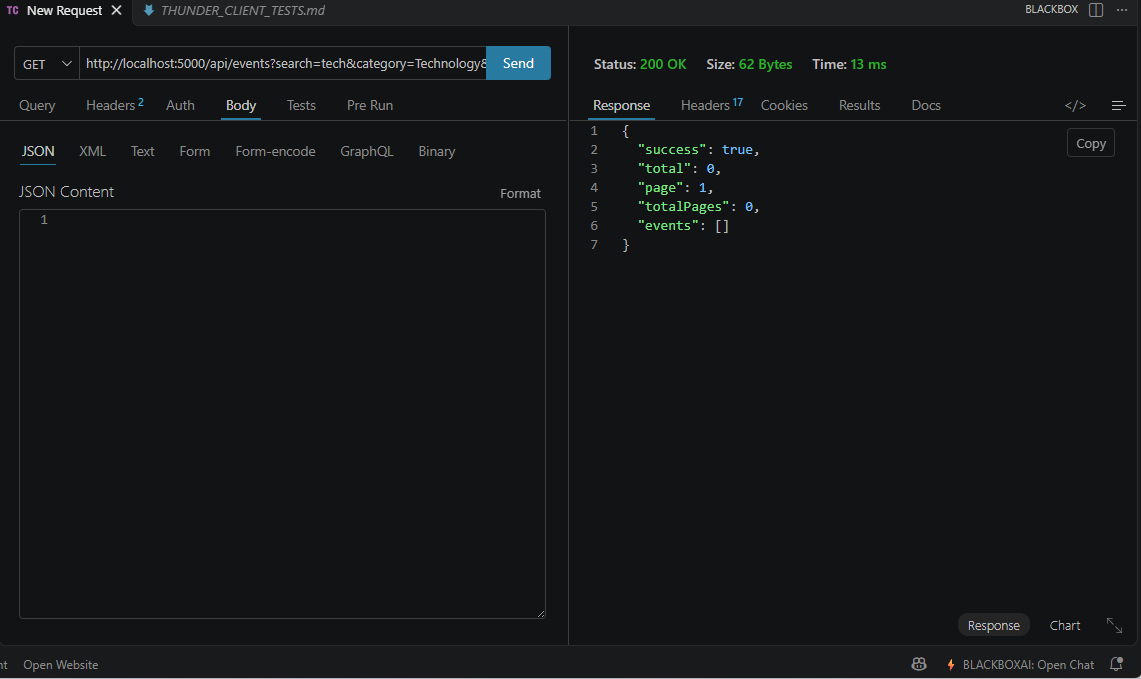 TC New Request
THUNDER_CLIENT_TESTS.md
BLACKBOX
GET
http://localhost:5000/api/events?search=tech&category=Technology&
Send
Status: 200 OK Size: 62 Bytes Time: 13 ms
Query Headers 2 Auth Body Tests Pre Run
Response Headers 17 Cookies Results Docs </>
JSON XML Text Form Form-encode GraphQL Binary
JSON Content
Format
1
Copy
1 {
2 "success": true,
3 "total": 0,
4 "page": 1,
5 "totalPages": 0,
6 "events": []
7 }
Response Chart
nt Open Website
BLACKBOXAI: Open Chat